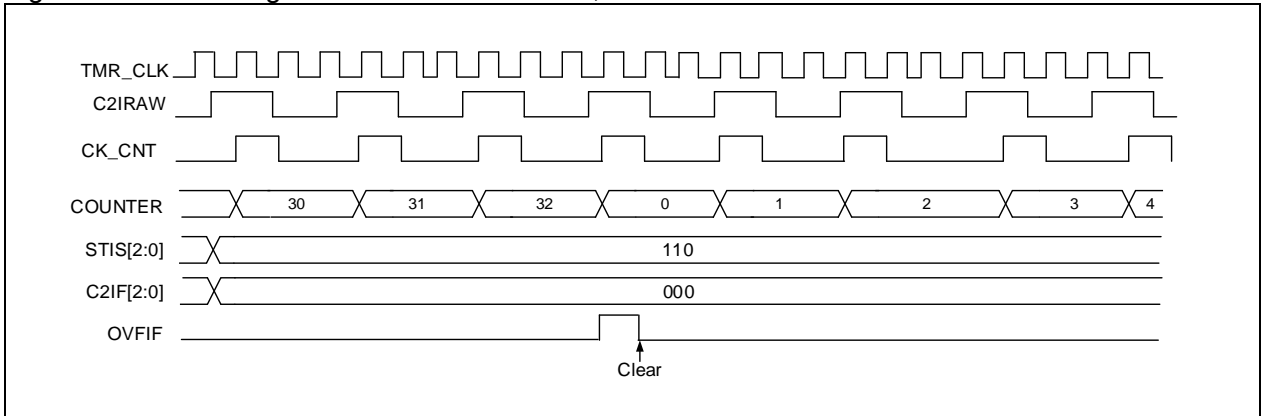 TMR_CLK
C2IRAW
CK_CNT
COUNTER 30 31 32 0 1 2 3 4
STIS[2:0] 110
C2IF[2:0] 000
OVFIF
Clear